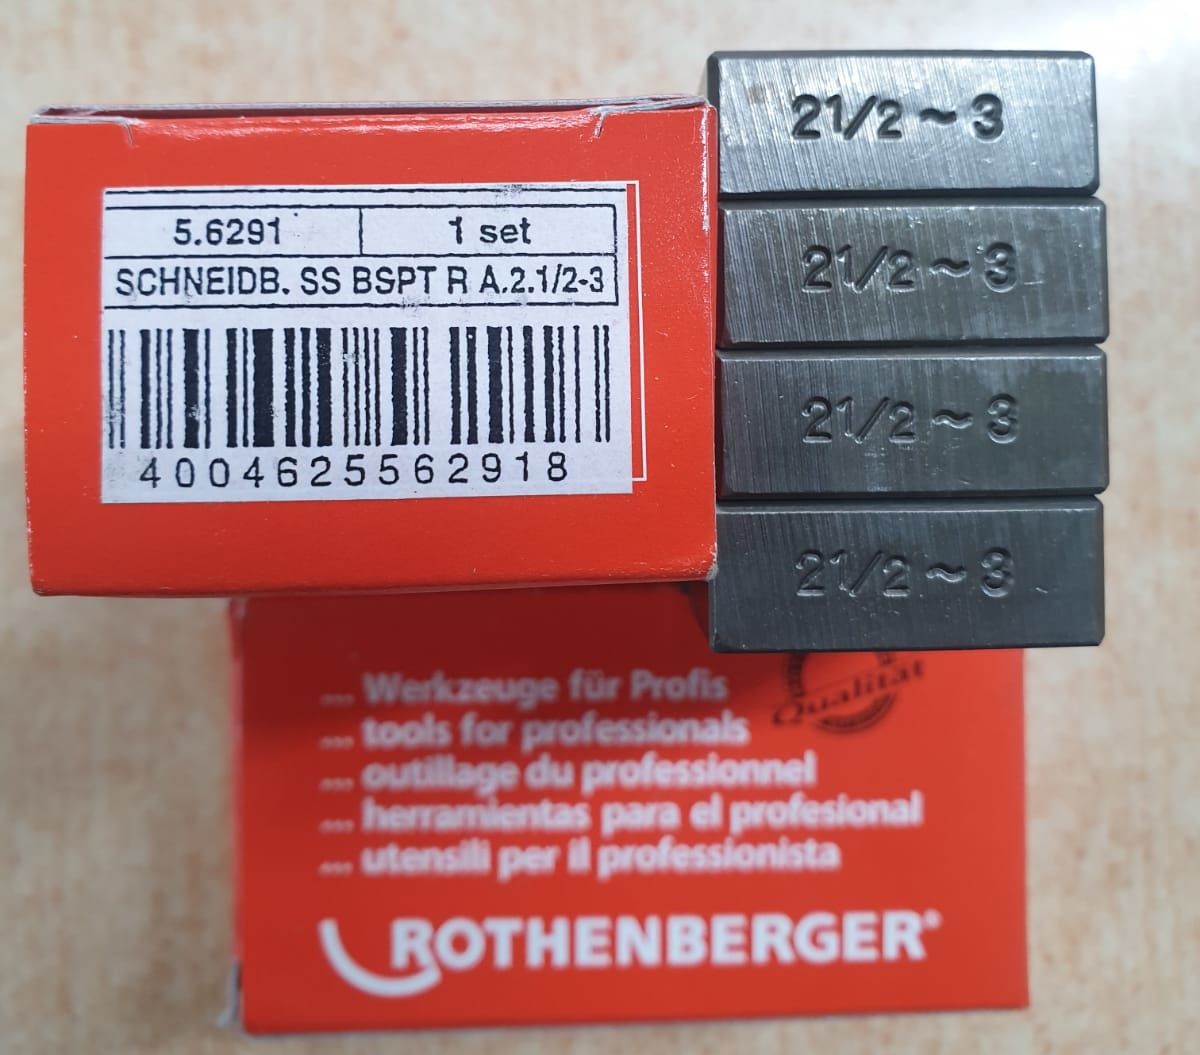 5.6291 1 set
SCHNEIDB. SS BSPT R A.2.1/2-3
4004625562918
21/2 ~ 3
21/2 ~ 3
21/2 ~ 3
21/2 ~ 3
... Werkzeuge für Profis
... tools for professionals
... outillage du professionnel
... herramientas para el profesional
... utensili per il professionista
Qualität
ROTHENBERGER®